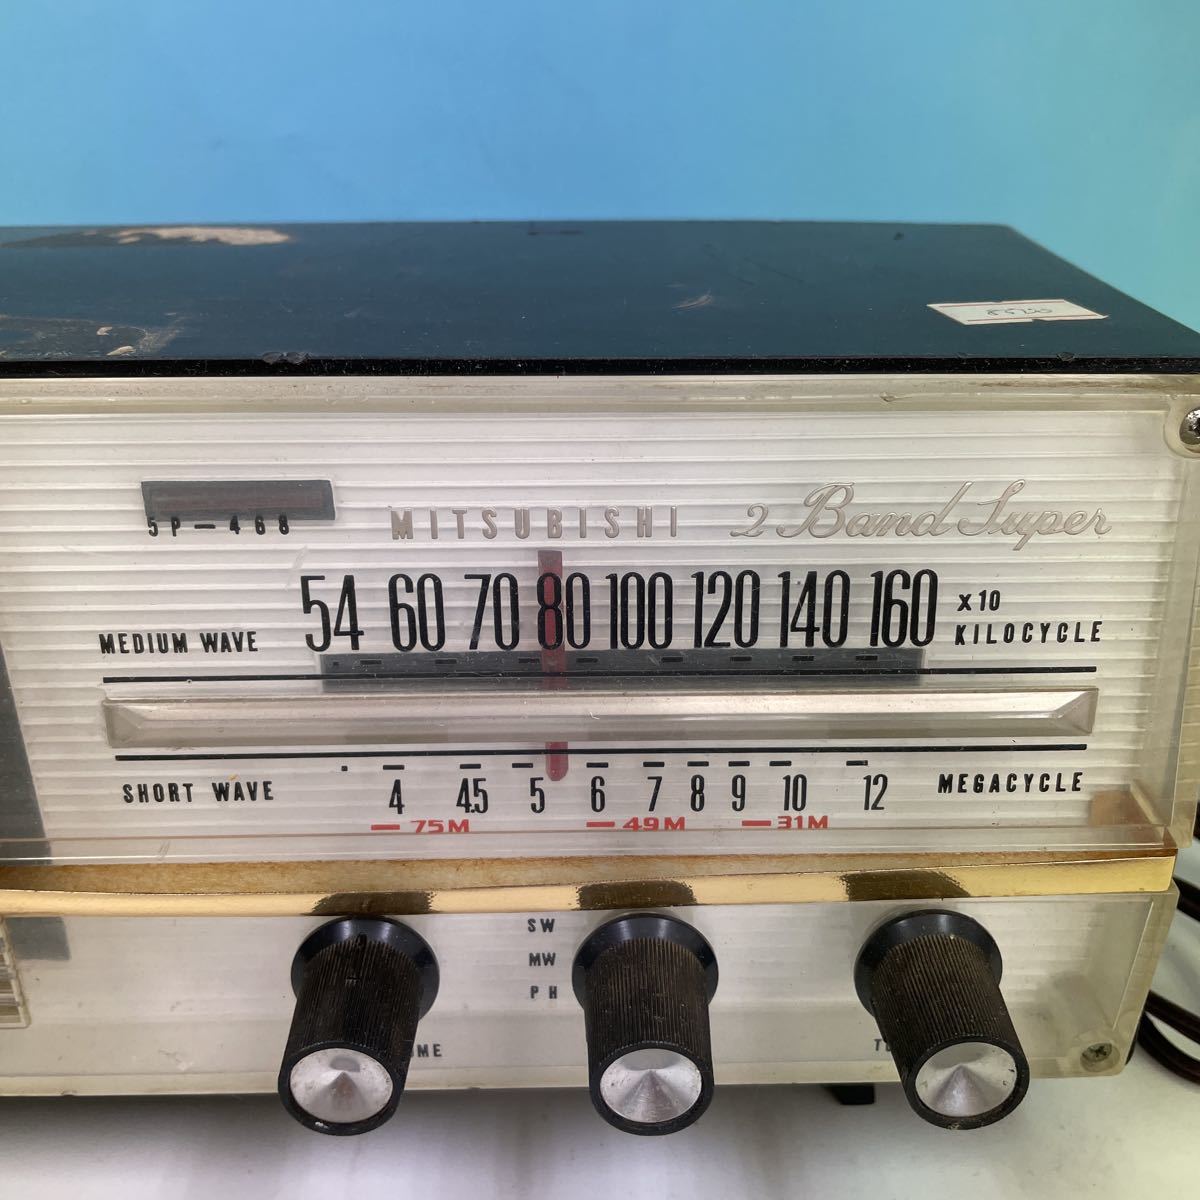 5P-468
MITSUBISHI
2 Band Super
54 60 70 80 100 120 140 160
x10
KILOCYCLE
MEDIUM WAVE
SHORT WAVE
4 4.5 5 6 7 8 9 10 12
MEGACYCLE
75M 49M 31M
SW
MW
PH